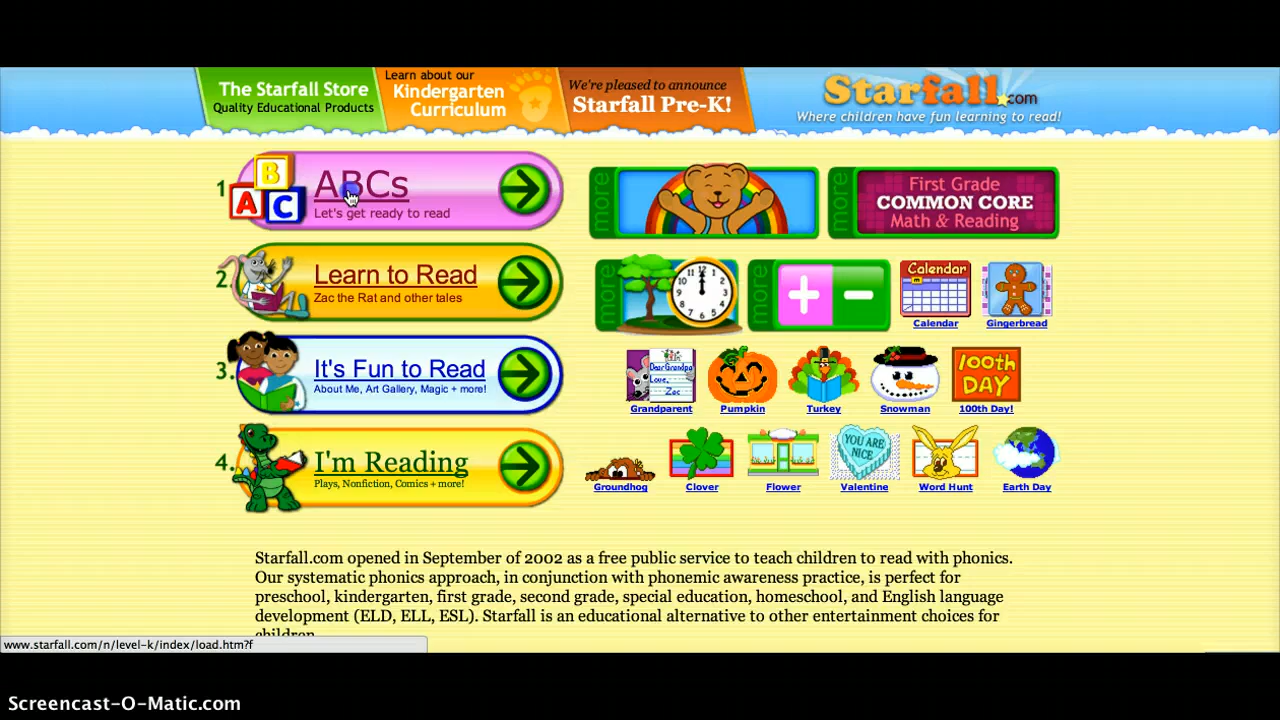 The Starfall Store
Quality Educational Products
Learn about our
Kindergarten
Curriculum
We're pleased to announce
Starfall Pre-K!
Starfall.com
Where children have fun learning to read!
1
B
A C
ABCs
Let's get ready to read
2
Learn to Read
Zac the Rat and other tales
3.
It's Fun to Read
About Me, Art Gallery, Magic + more!
4.
I'm Reading
Plays, Nonfiction, Comics + more!
more
more
First Grade
COMMON CORE
Math & Reading
more
more
+ −
Calendar
Calendar
Gingerbread
Dear Grandpa
Love,
Zac
Grandparent
Pumpkin
Turkey
Snowman
100th
DAY
100th Day!
Groundhog
Clover
Flower
YOU ARE
NICE
Valentine
Word Hunt
Earth Day
Starfall.com opened in September of 2002 as a free public service to teach children to read with phonics.
Our systematic phonics approach, in conjunction with phonemic awareness practice, is perfect for
preschool, kindergarten, first grade, second grade, special education, homeschool, and English language
development (ELD, ELL, ESL). Starfall is an educational alternative to other entertainment choices for
children.
www.starfall.com/n/level-k/index/load.htm?f
Screencast-O-Matic.com